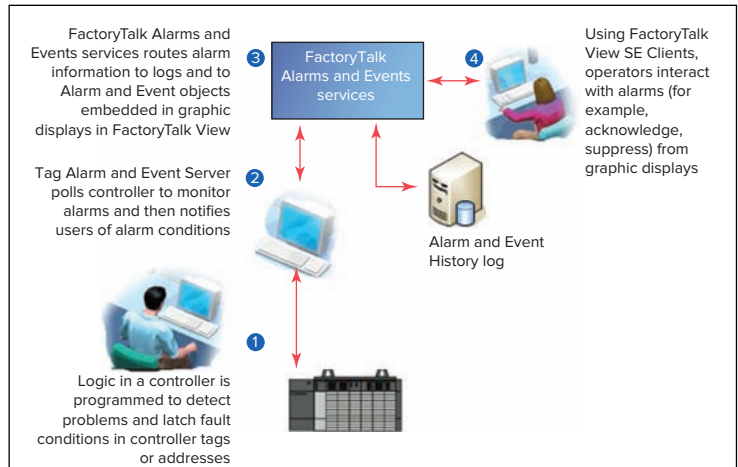 FactoryTalk Alarms and
Events services routes alarm
information to logs and to
Alarm and Event objects
embedded in graphic
displays in FactoryTalk View
3
FactoryTalk
Alarms and Events
services
4
Using FactoryTalk
View SE Clients,
operators interact
with alarms (for
example,
acknowledge,
suppress) from
graphic displays
Tag Alarm and Event Server
polls controller to monitor
alarms and then notifies
users of alarm conditions
2
Alarm and Event
History log
1
Logic in a controller is
programmed to detect
problems and latch fault
conditions in controller tags
or addresses